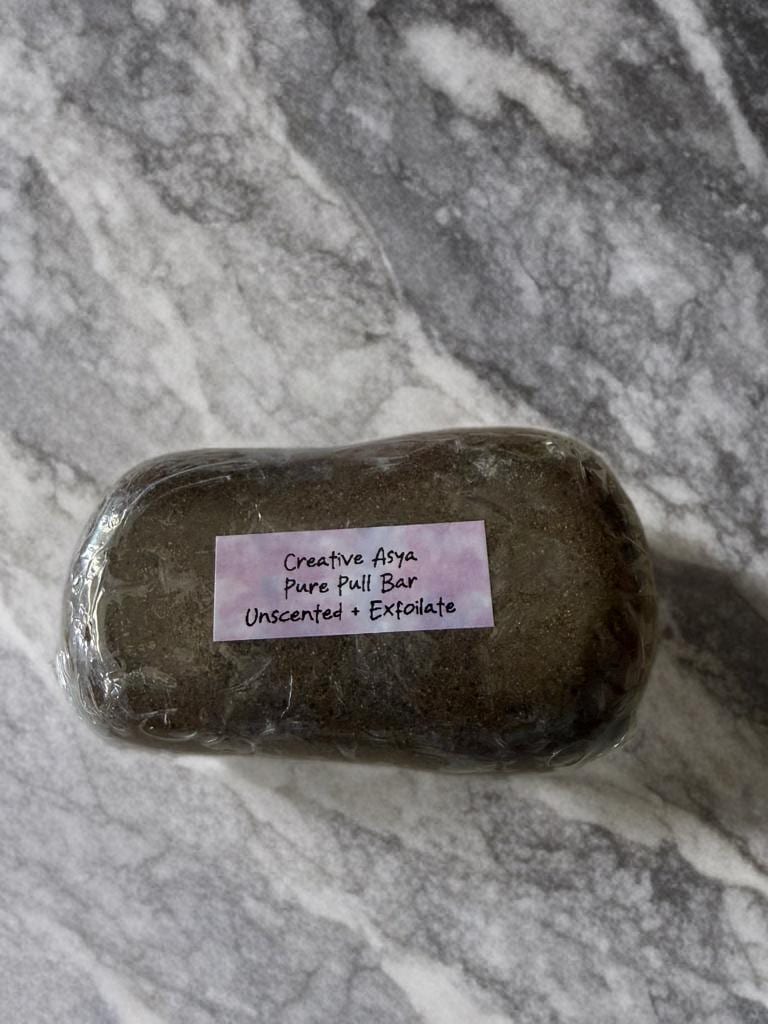 Creative Asya
Pure Pull Bar
Unscented + Exfoilate